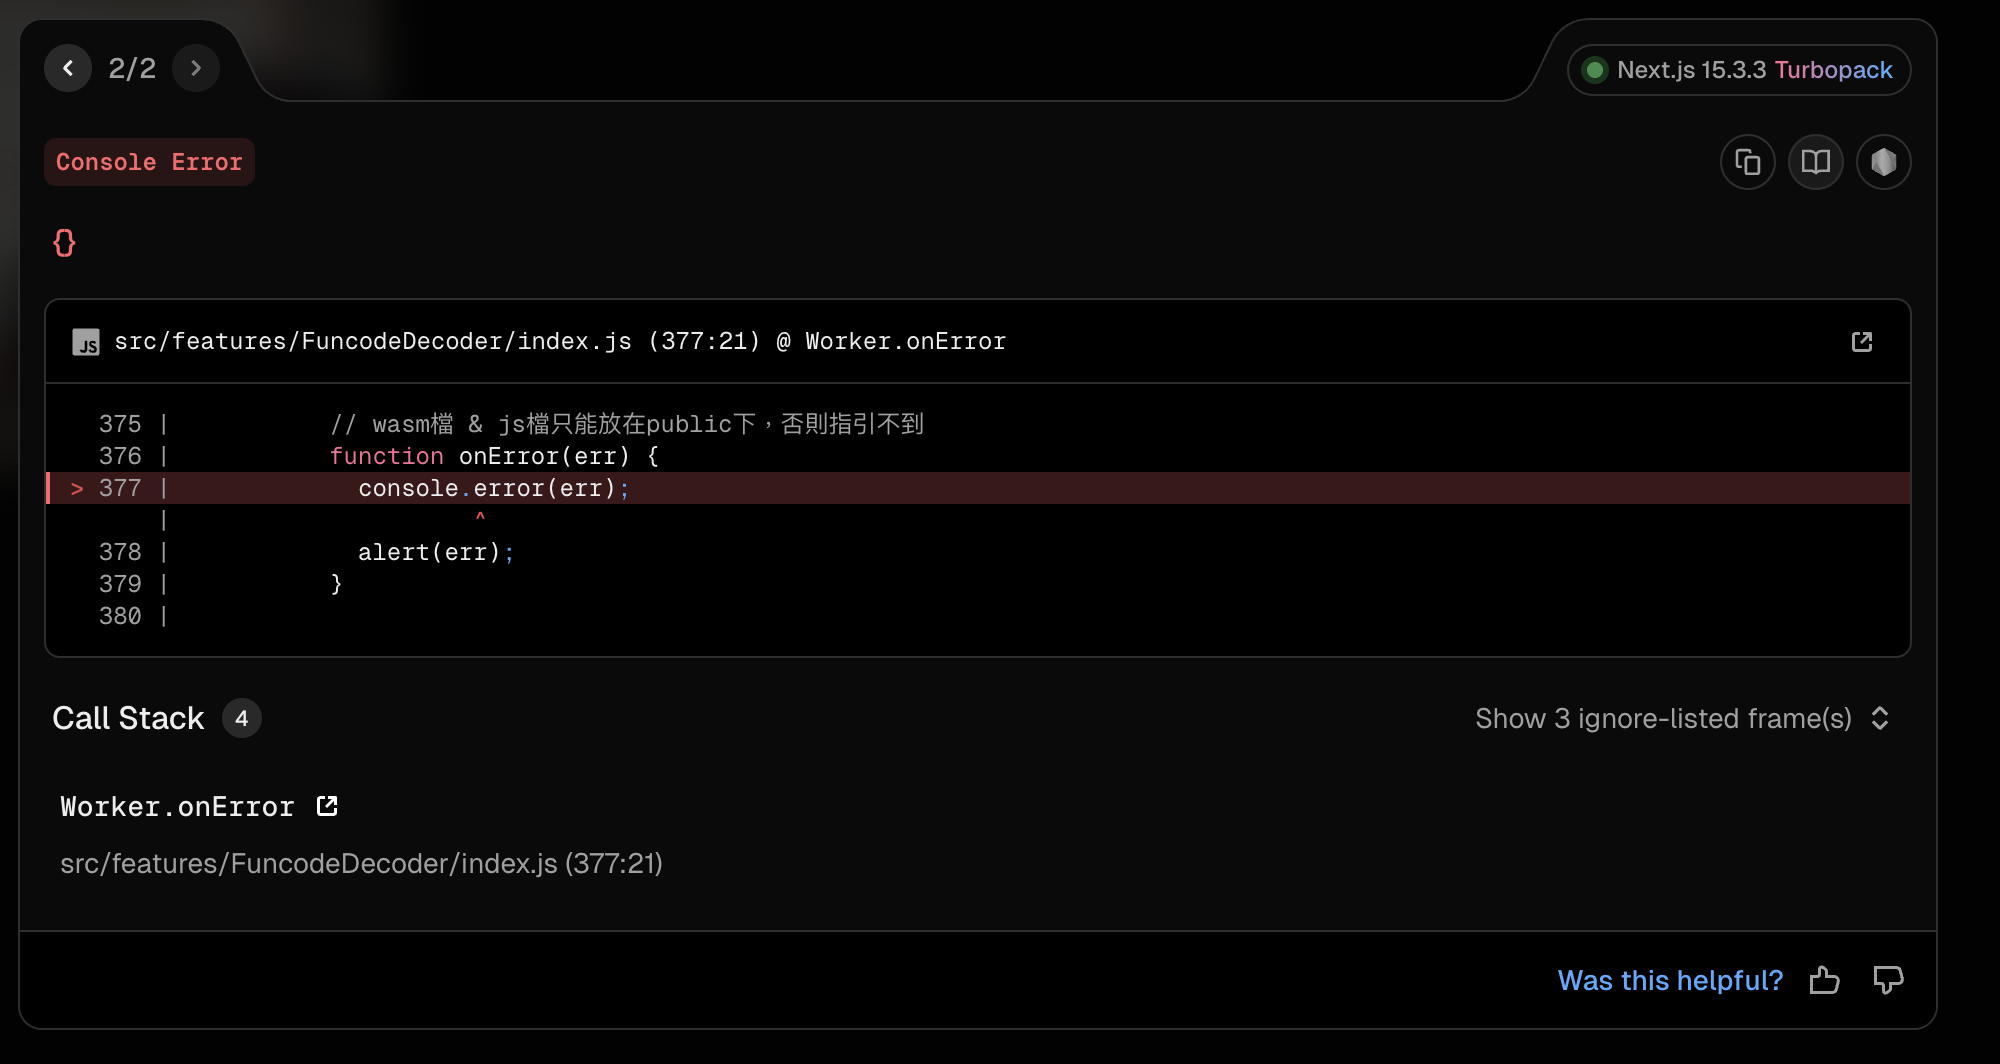 2/2
Next.js 15.3.3 Turbopack
Console Error
{}
JS src/features/FuncodeDecoder/index.js (377:21) @ Worker.onError
375 | // wasm檔 & js檔只能放在public下，否則指引不到
376 | function onError(err) {
> 377 | console.error(err);
| ^
378 | alert(err);
379 | }
380 |
Call Stack 4
Show 3 ignore-listed frame(s)
Worker.onError
src/features/FuncodeDecoder/index.js (377:21)
Was this helpful?